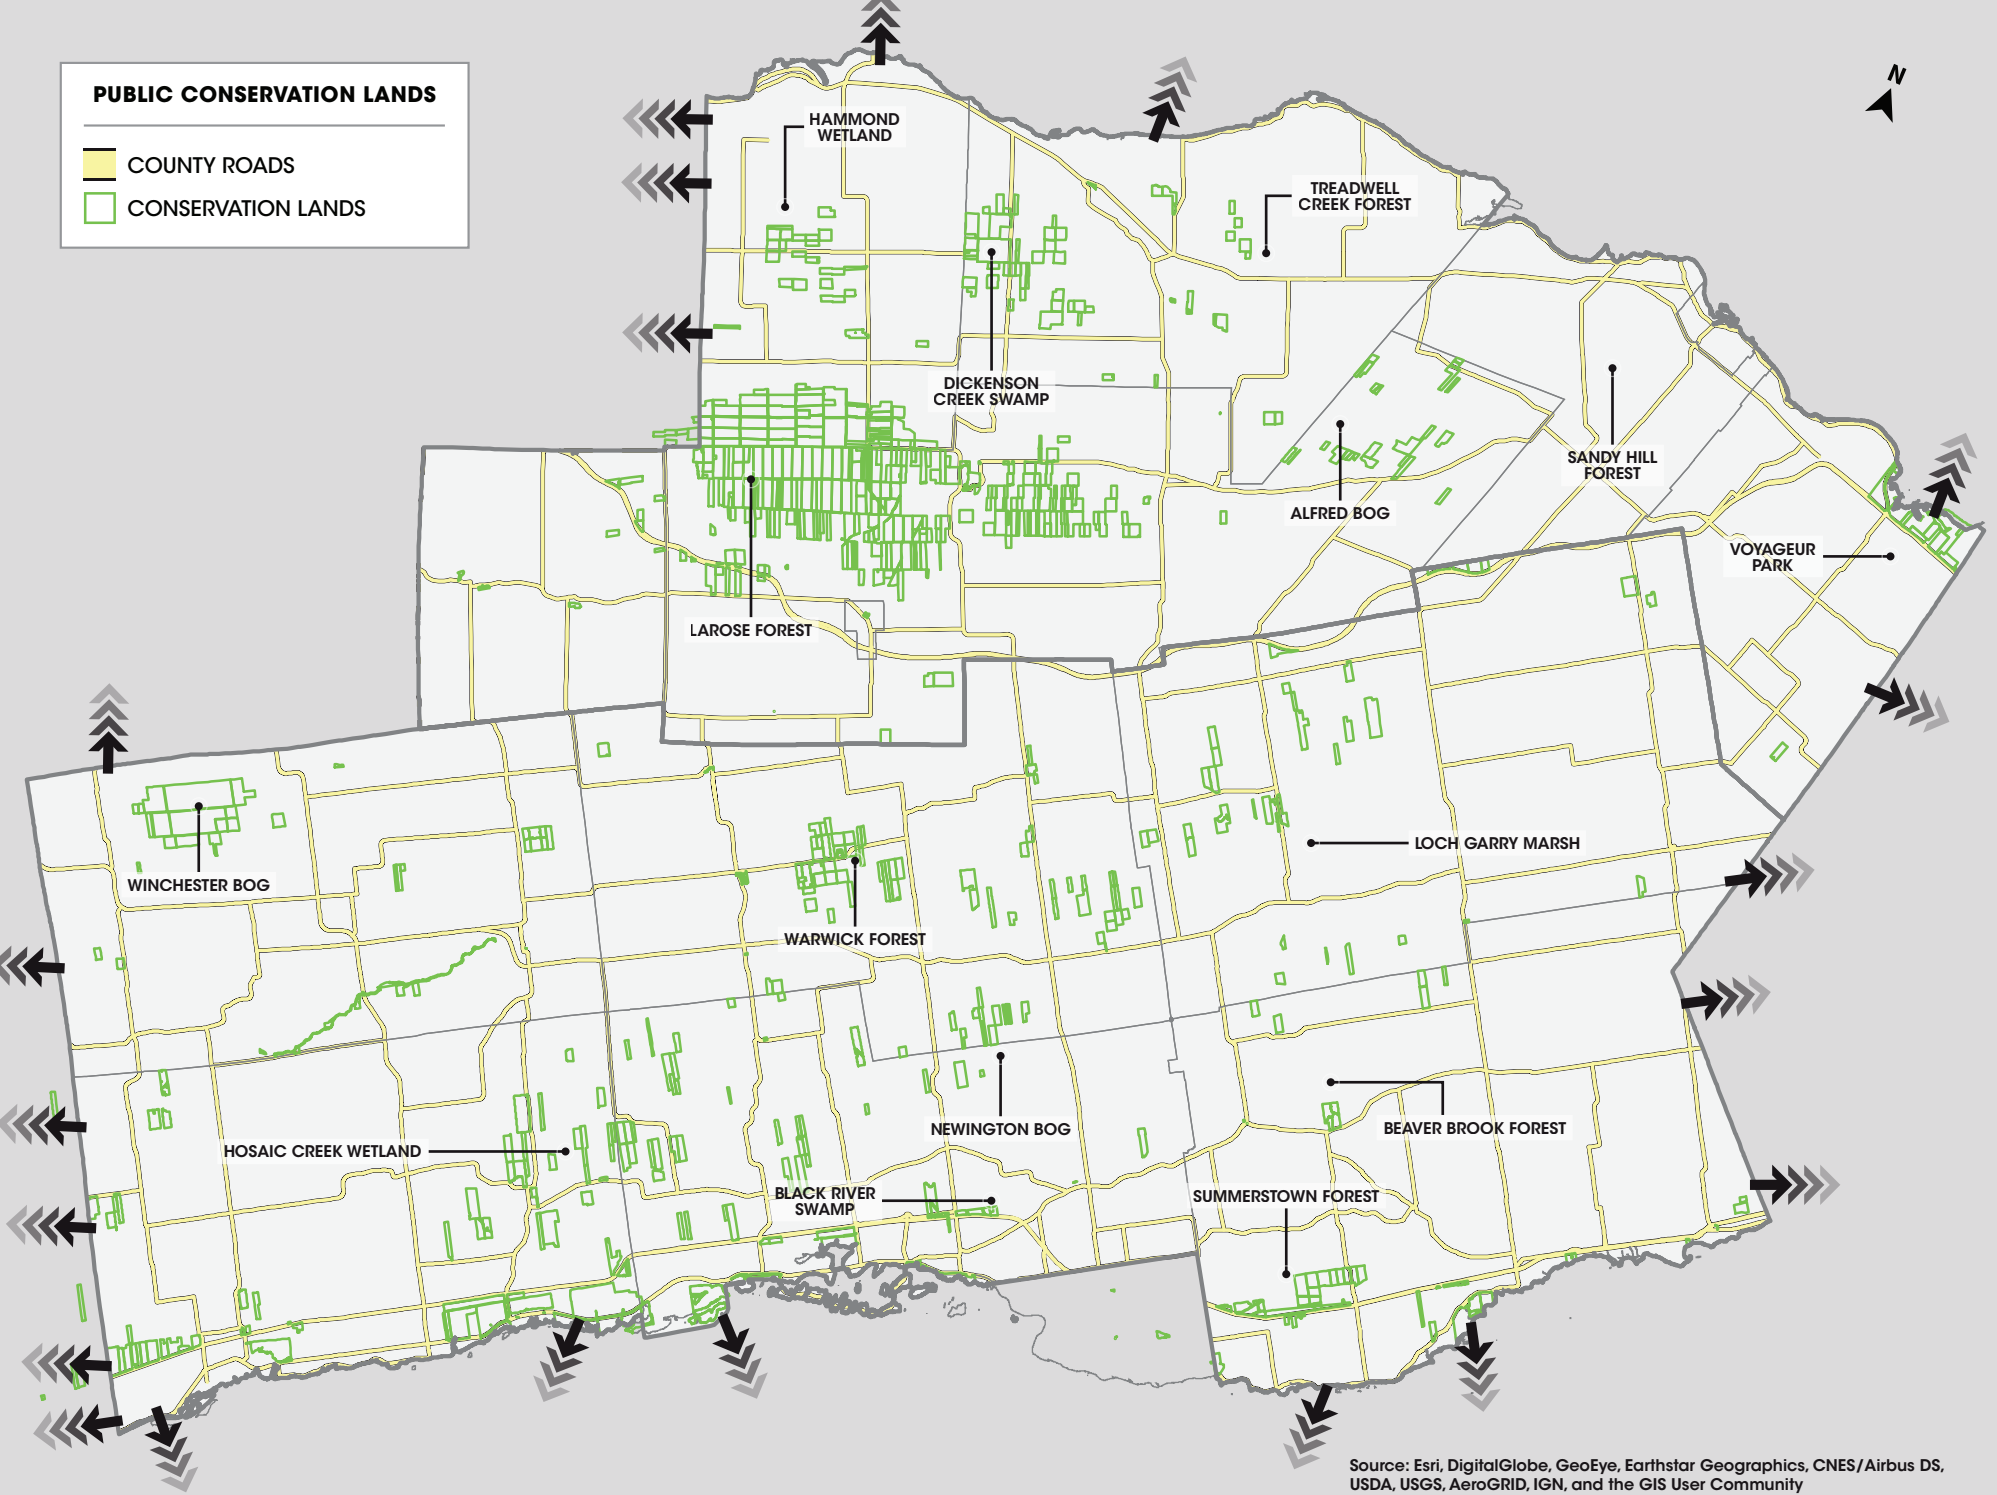 PUBLIC CONSERVATION LANDS
COUNTY ROADS
CONSERVATION LANDS
N
HAMMOND
WETLAND
TREADWELL
CREEK FOREST
DICKENSON
CREEK SWAMP
SANDY HILL
FOREST
ALFRED BOG
VOYAGEUR
PARK
LAROSE FOREST
LOCH GARRY MARSH
WINCHESTER BOG
WARWICK FOREST
NEWINGTON BOG
BEAVER BROOK FOREST
HOSAIC CREEK WETLAND
BLACK RIVER
SWAMP
SUMMERSTOWN FOREST
Source: Esri, DigitalGlobe, GeoEye, Earthstar Geographics, CNES/Airbus DS,
USDA, USGS, AeroGRID, IGN, and the GIS User Community